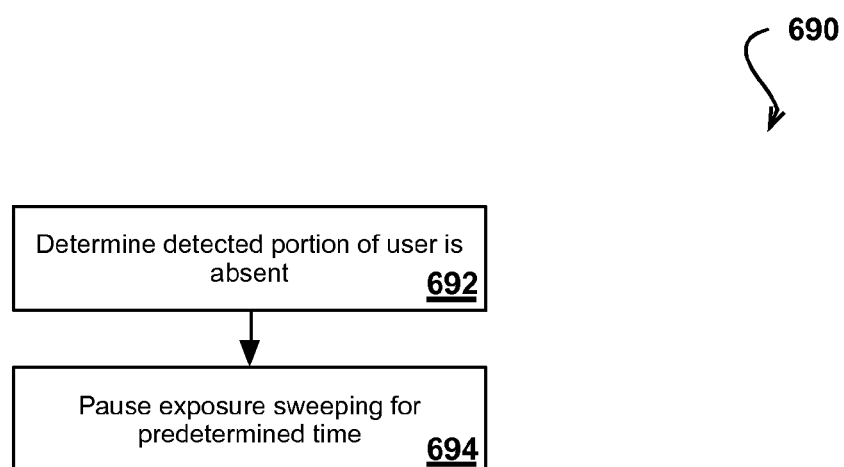 690
Determine detected portion of user is
absent
692
Pause exposure sweeping for
predetermined time
694